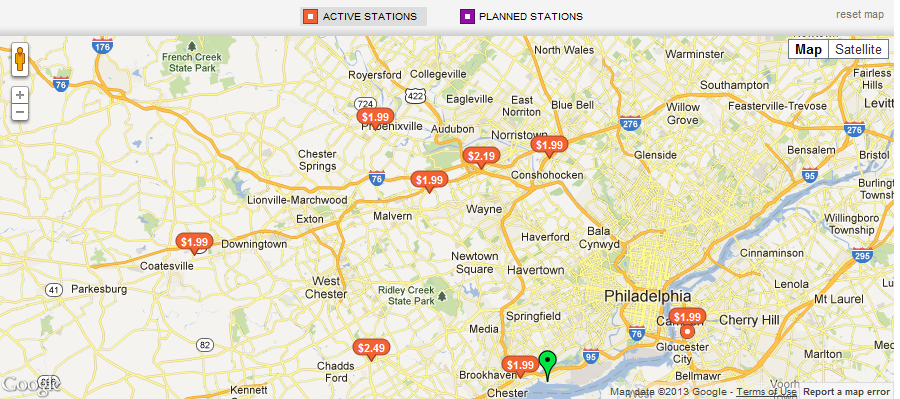 ACTIVE STATIONS
PLANNED STATIONS
reset map
Map
Satellite
176
French Creek
State Park
North Wales
Warminster
Fairless
Hills
76
Royersford
Collegeville
Southampton
Levitt
422
Eagleville
East
Norriton
Blue Bell
Willow
Grove
Feasterville-Trevose
724
$1.99
Phoenixville
Audubon
Norristown
276
276
$1.99
Chester
Springs
$2.19
Glenside
Bensalem
Bristol
76
$1.99
Conshohocken
95
Burlington
Township
Lionville-Marchwood
Exton
Malvern
Wayne
Willingboro
Township
$1.99
Downingtown
Haverford
Bala
Cynwyd
Coatesville
Newtown
Square
Cinnaminson
295
Havertown
41
Parkesburg
West
Chester
Ridley Creek
State Park
Lenola
Philadelphia
Mt Laurel
Springfield
$1.99
Camden
Cherry Hill
Media
76
82
$2.49
Gloucester
City
Marlton
Chadds
Ford
$1.99
95
Brookhaven
Bellmawr
Google
Kennett
Chester
Map data ©2013 Google - Terms of Use
Report a map error
West
Voorh